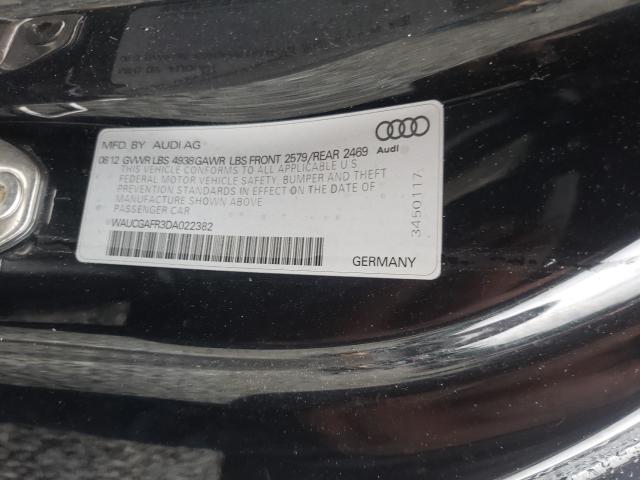 MFD. BY AUDI AG
08 12 GVWR LBS 4938 GAWR LBS FRONT 2579/REAR 2469
THIS VEHICLE CONFORMS TO ALL APPLICABLE U.S.
FEDERAL MOTOR VEHICLE SAFETY, BUMPER AND THEFT
PREVENTION STANDARDS IN EFFECT ON THE DATE OF
MANUFACTURE SHOWN ABOVE
PASSENGER CAR
WAUCGAFR3DA022382
Audi
3450117
GERMANY